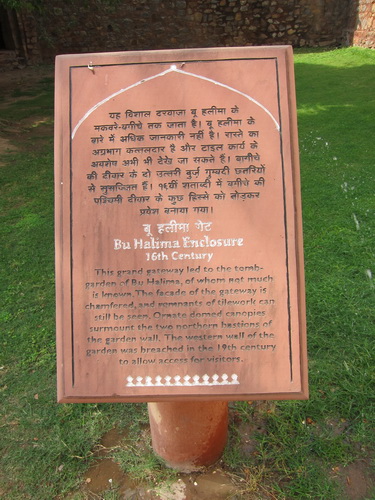 यह विशाल दरवाज़ा बू हलीमा के
मकबरे-बगीचे तक जाता है। बू हलीमा के
बारे में अधिक जानकारी नहीं है। रास्ते का
अग्रभाग कत्तलदार है और टाइल कार्य के
अवशेष अभी भी देखे जा सकते हैं। बागीचे
की दीवार के दो उत्तरी बुर्ज गुम्बदी छतरियों
से सुसज्जित हैं। १९वीं शताब्दी में बगीचे की
पश्चिमी दीवार के कुछ हिस्से को तोड़कर
प्रवेश बनाया गया।
बू हलीमा गेट
Bu Halima Enclosure
16th Century
This grand gateway led to the tomb-
garden of Bu Halima, of whom not much
is known. The facade of the gateway is
chamfered, and remnants of tilework can
still be seen. Ornate domed canopies
surmount the two northern bastions of
the garden wall. The western wall of the
garden was breached in the 19th century
to allow access for visitors.